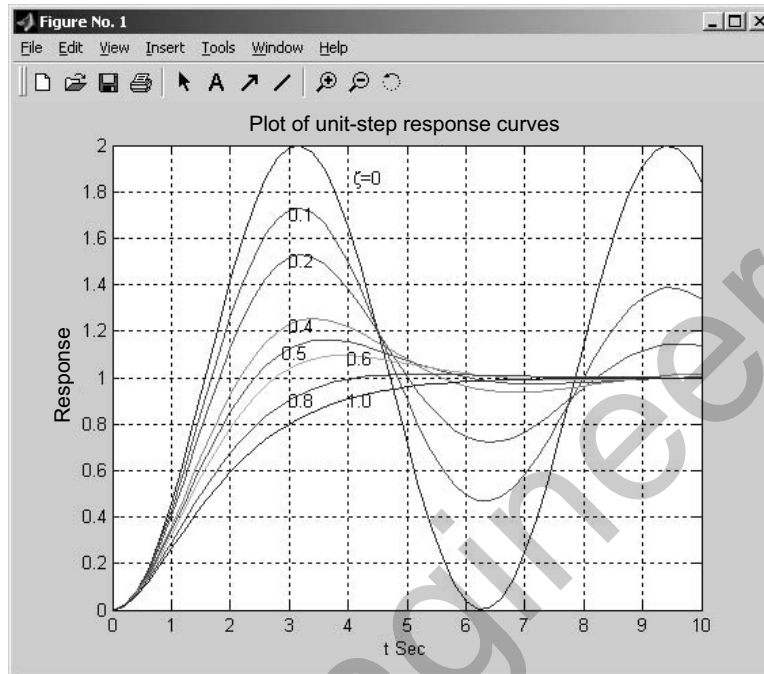 Figure No. 1
File Edit View Insert Tools Window Help
A
Plot of unit-step response curves
2
1.8
1.6
1.4
1.2
1
0.8
0.6
0.4
0.2
0
Response
ζ=0
0.1
0.2
0.4
0.5
0.6
0.8
1.0
0 1 2 3 4 5 6 7 8 9 10
t Sec
ngineer